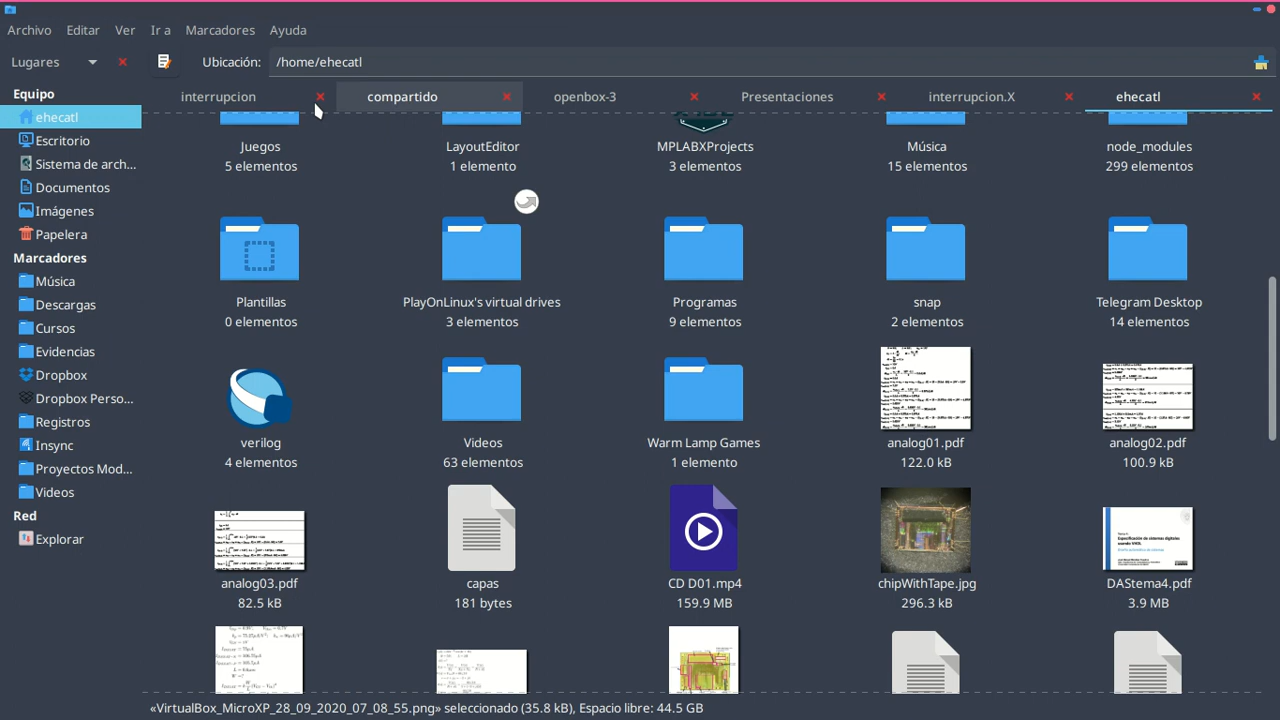 Archivo Editar Ver Ir a Marcadores Ayuda
Lugares Ubicación: /home/ehecatl
interrupcion compartido openbox-3 Presentaciones interrupcion.X ehecatl
Equipo
ehecatl
Escritorio
Sistema de arch...
Documentos
Imágenes
Papelera
Marcadores
Música
Descargas
Cursos
Evidencias
Dropbox
Dropbox Perso...
Registros
Insync
Proyectos Mod...
Videos
Red
Explorar
Juegos LayoutEditor MPLABXProjects Música node_modules
5 elementos 1 elemento 3 elementos 15 elementos 299 elementos
Plantillas PlayOnLinux's virtual drives Programas snap Telegram Desktop
0 elementos 3 elementos 9 elementos 2 elementos 14 elementos
verilog Videos Warm Lamp Games analog01.pdf analog02.pdf
4 elementos 63 elementos 1 elemento 122.0 kB 100.9 kB
analog03.pdf capas CD D01.mp4 chipWithTape.jpg DAStema4.pdf
82.5 kB 181 bytes 159.9 MB 296.3 kB 3.9 MB
«VirtualBox_MicroXP_28_09_2020_07_08_55.png» seleccionado (35.8 kB), Espacio libre: 44.5 GB